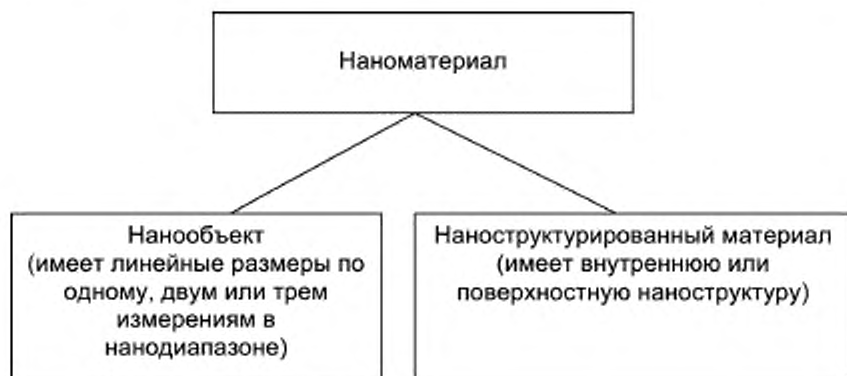 Наноматериал
Нанообъект
(имеет линейные размеры по
одному, двум или трем
измерениям в
нанодиапазоне)
Наноструктурированный материал
(имеет внутреннюю или
поверхностную наноструктуру)